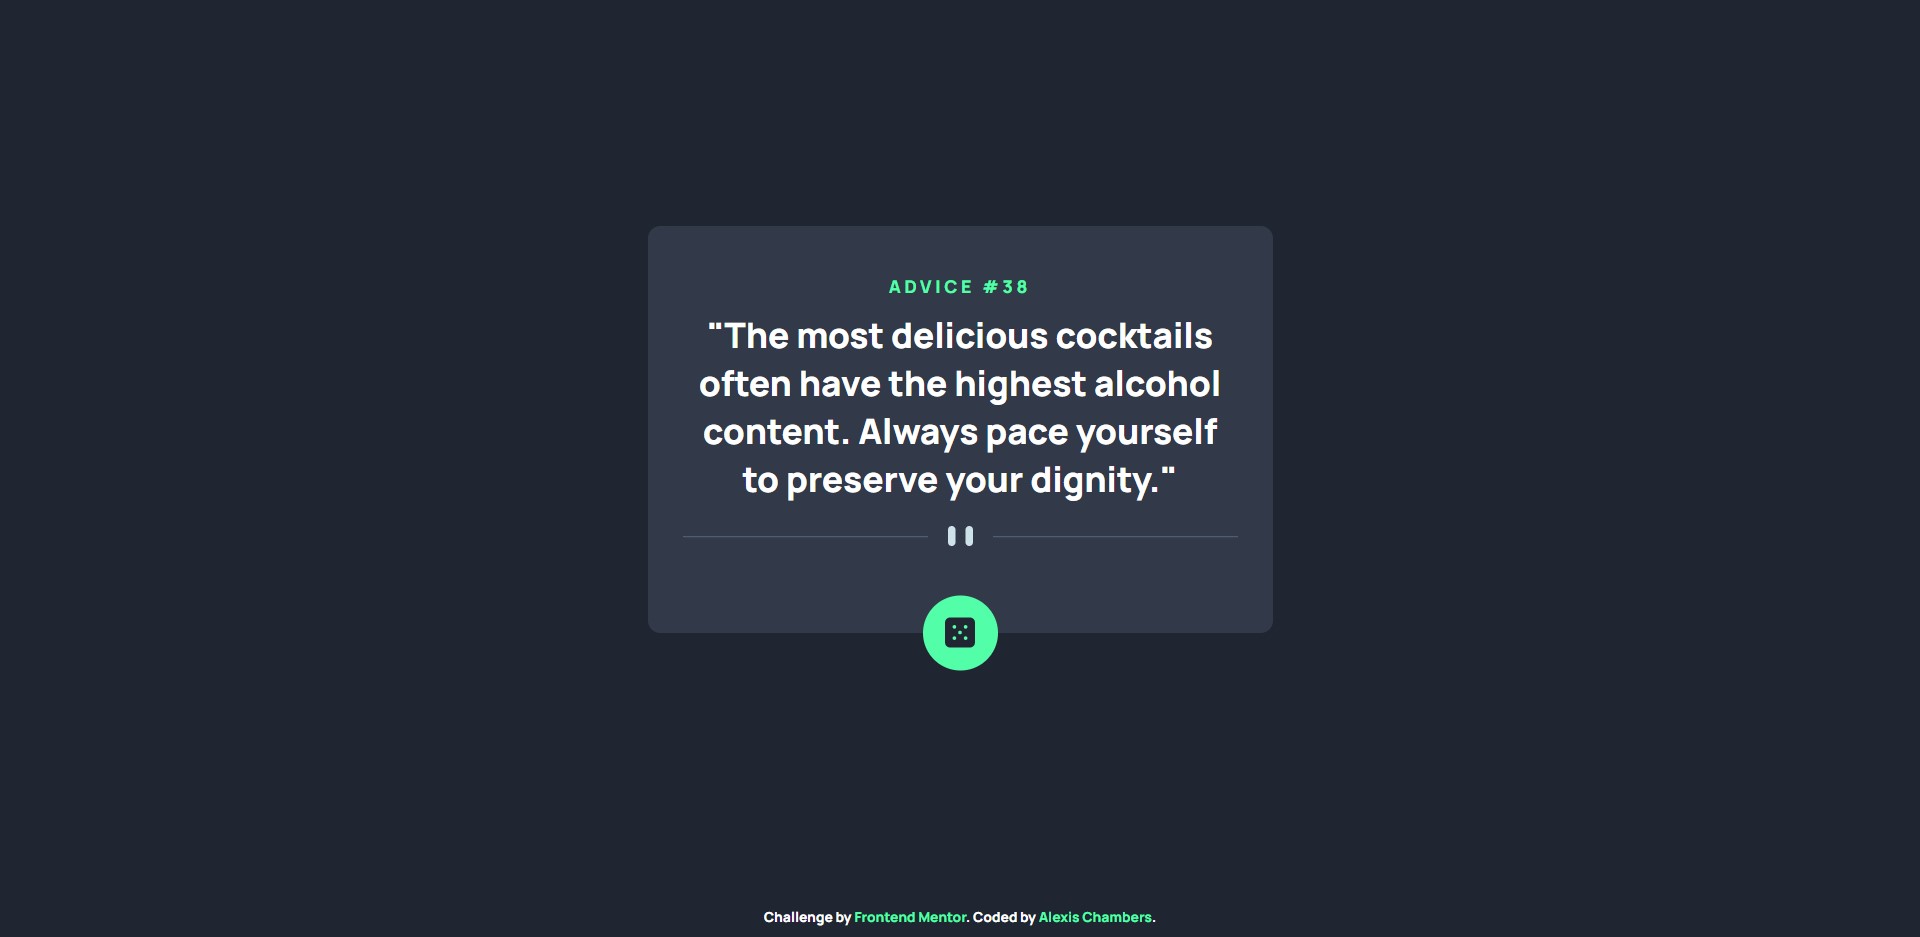 ADVICE #38
"The most delicious cocktails
often have the highest alcohol
content. Always pace yourself
to preserve your dignity."
Challenge by Frontend Mentor. Coded by Alexis Chambers.